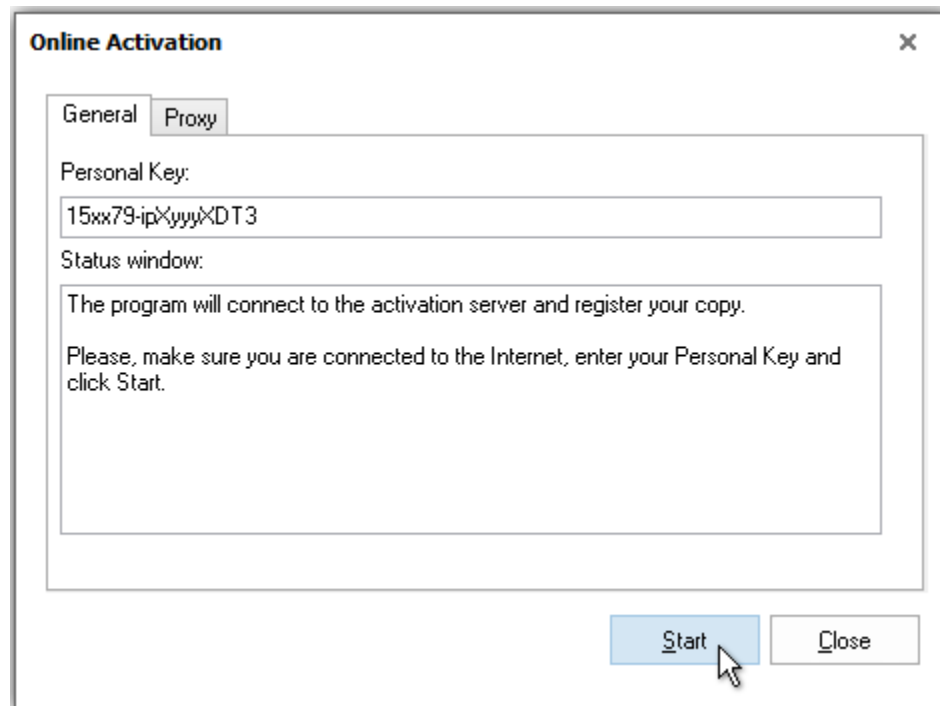 Online Activation
General
Proxy
Personal Key:
15xx79-ipXyyyXDT3
Status window:
The program will connect to the activation server and register your copy.
Please, make sure you are connected to the Internet, enter your Personal Key and
click Start.
Start
Close